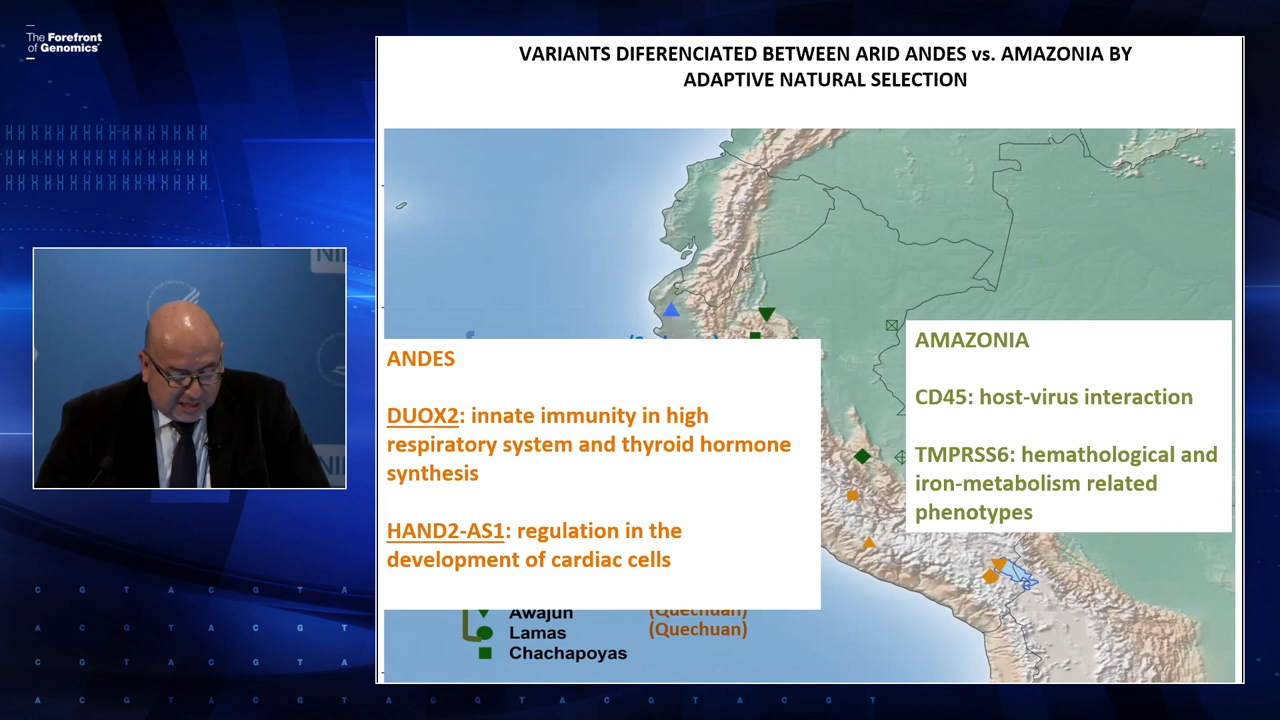 The Forefront
of Genomics®
VARIANTS DIFERENCIATED BETWEEN ARID ANDES vs. AMAZONIA BY
ADAPTIVE NATURAL SELECTION
NI
ANDES
DUOX2: innate immunity in high
respiratory system and thyroid hormone
synthesis
HAND2-AS1: regulation in the
development of cardiac cells
AMAZONIA
CD45: host-virus interaction
TMPRSS6: hemathological and
iron-metabolism related
phenotypes
Awajun (Quechuan)
Lamas (Quechuan)
Chachapoyas
C G T A C G T A
A C G T A C G T
C G T A C G T A
A C G T A C G T A C G T A C G T A C G T